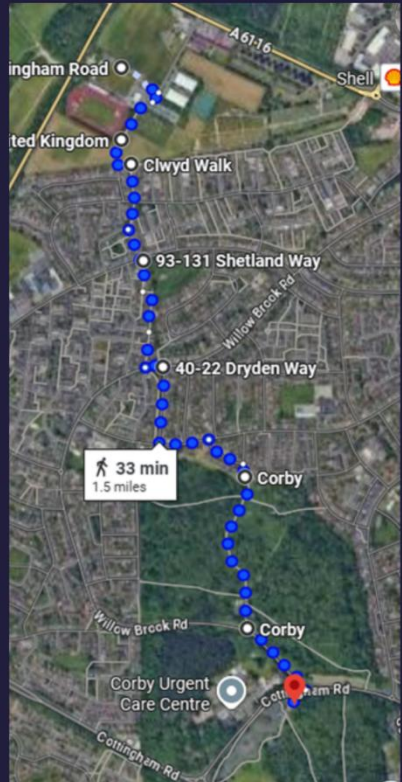 A6116
ingham Road
Shell
ited Kingdom
Clwyd Walk
93-131 Shetland Way
Willow Brook Rd
40-22 Dryden Way
33 min
1.5 miles
Corby
Willow Brook Rd
Corby
Corby Urgent
Care Centre
Cottingham Rd
Cottingham Rd